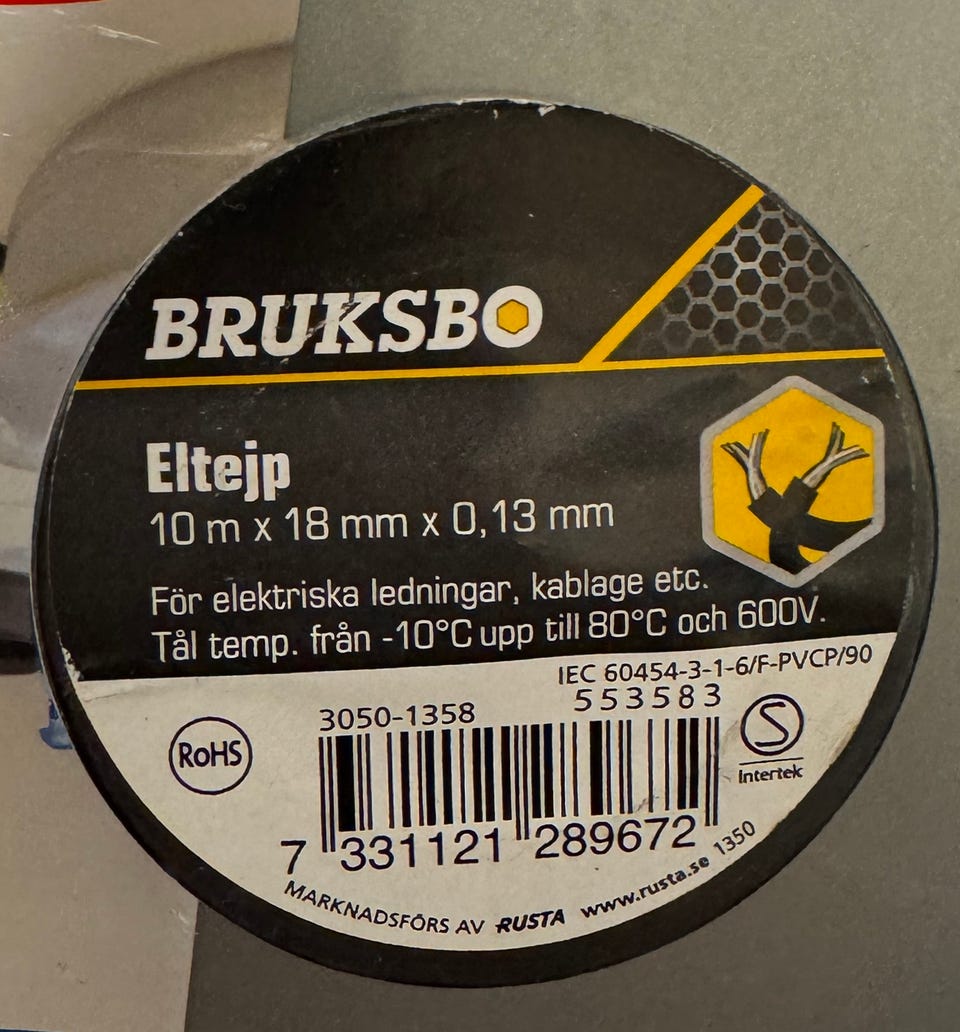 BRUKSBO
Eltejp
10 m x 18 mm x 0,13 mm
För elektriska ledningar, kablage etc.
Tål temp. från -10°C upp till 80°C och 600V.
IEC 60454-3-1-6/F-PVCP/90
553583
3050-1358
RoHS
S
Intertek
7 331121 289672
MARKNADSFÖRS AV RUSTA www.rusta.se 1350